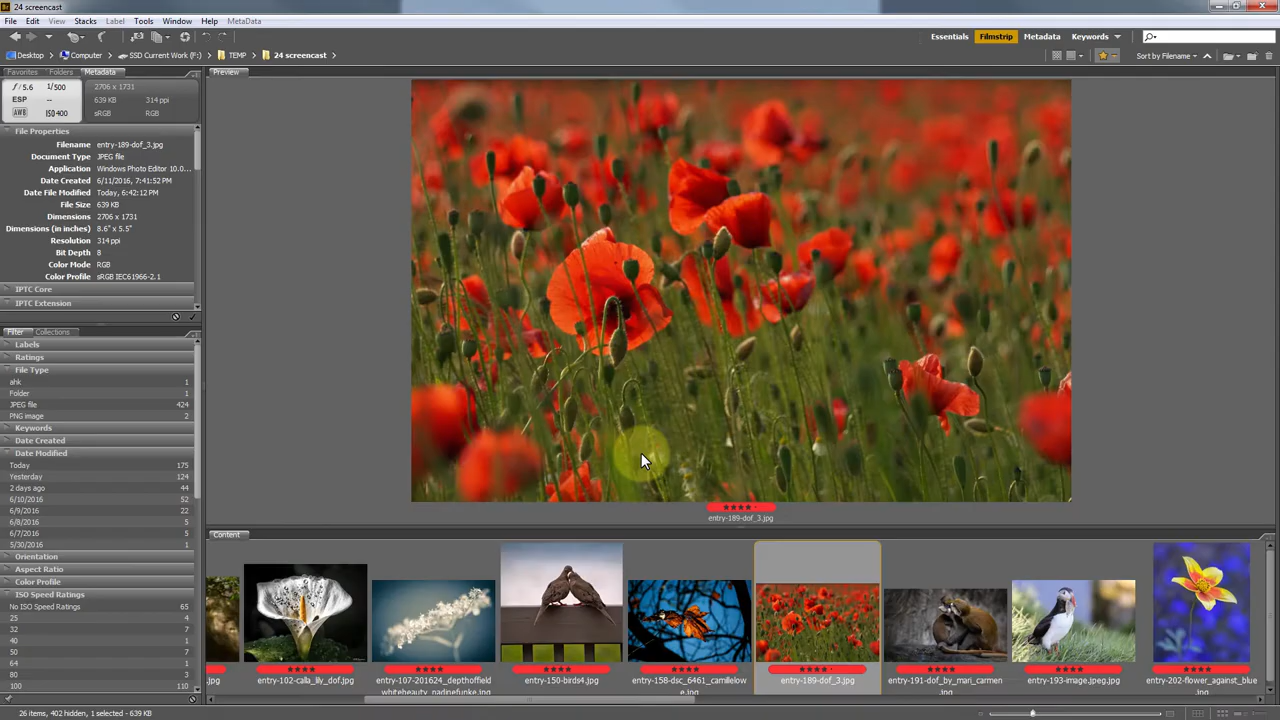 Br 24 screencast
File Edit View Stacks Label Tools Window Help MetaData
Essentials Filmstrip Metadata Keywords
Desktop Computer SSD Current Work (F:) TEMP 24 screencast Sort by Filename
Favorites Folders Metadata Preview
f / 5.6 1/500 2706 x 1731
ESP -- 639 KB 314 ppi
AWB ISO400 sRGB RGB
File Properties
Filename entry-189-dof_3.jpg
Document Type JPEG file
Application Windows Photo Editor 10.0...
Date Created 6/11/2016, 7:41:52 PM
Date File Modified Today, 6:42:12 PM
File Size 639 KB
Dimensions 2706 x 1731
Dimensions (in inches) 8.6" x 5.5"
Resolution 314 ppi
Bit Depth 8
Color Mode RGB
Color Profile sRGB IEC61966-2.1
IPTC Core
IPTC Extension
Filter Collections
Labels
Ratings
File Type
ahk 1
Folder 1
JPEG file 424
PNG image 2
Keywords
Date Created
Date Modified
Today 175
Yesterday 124
2 days ago 44
6/10/2016 52
6/9/2016 22
6/8/2016 5
6/7/2016 5
5/30/2016 1
Orientation
Aspect Ratio
Color Profile
ISO Speed Ratings
No ISO Speed Ratings 65
25 4
32 7
40 1
50 7
64 1
80 3
100 110
entry-189-dof_3.jpg
Content
.jpg entry-102-calla_lily_dof.jpg entry-107-201624_depthoffield whitebeauty_nadinefunke.jpg entry-150-birds4.jpg entry-158-dsc_6461_camillelow e.jpg entry-189-dof_3.jpg entry-191-dof_by_mari_carmen .jpg entry-193-image.jpeg.jpg entry-202-flower_against_blue .jpg
26 items, 402 hidden, 1 selected - 639 KB